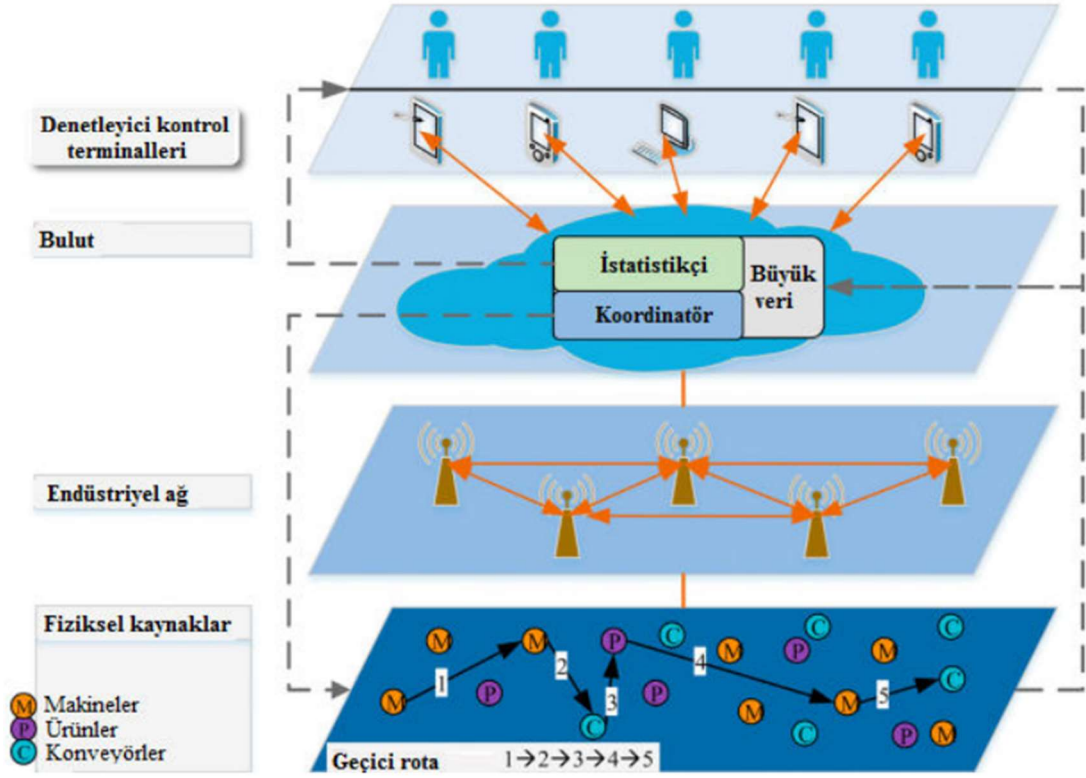 Denetleyici kontrol
terminalleri
Bulut
İstatistikçi
Koordinatör
Büyük
veri
Endüstriyel ağ
Fiziksel kaynaklar
M Makineler
P Ürünler
C Konveyörler
M
M
P
C
M
P
C
M
C
1
2
3
4
5
M
P
C
P
M
M
C
P
M
C
Geçici rota 1→2→3→4→5